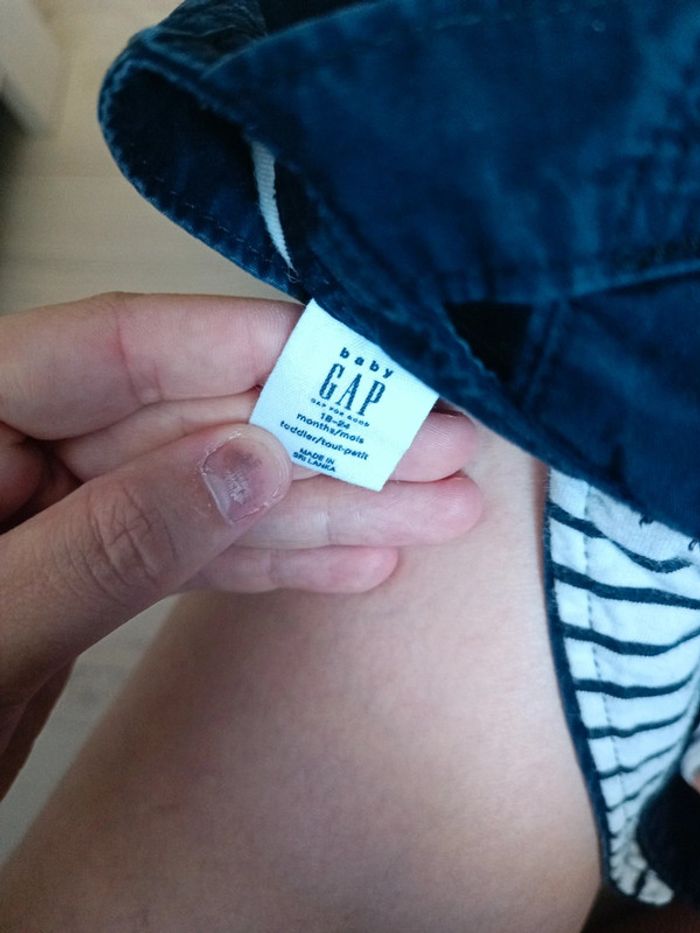 baby
GAP
GAP FOR GOOD
18-24
months/mois
toddler/tout-petit
MADE IN
SRI LANKA